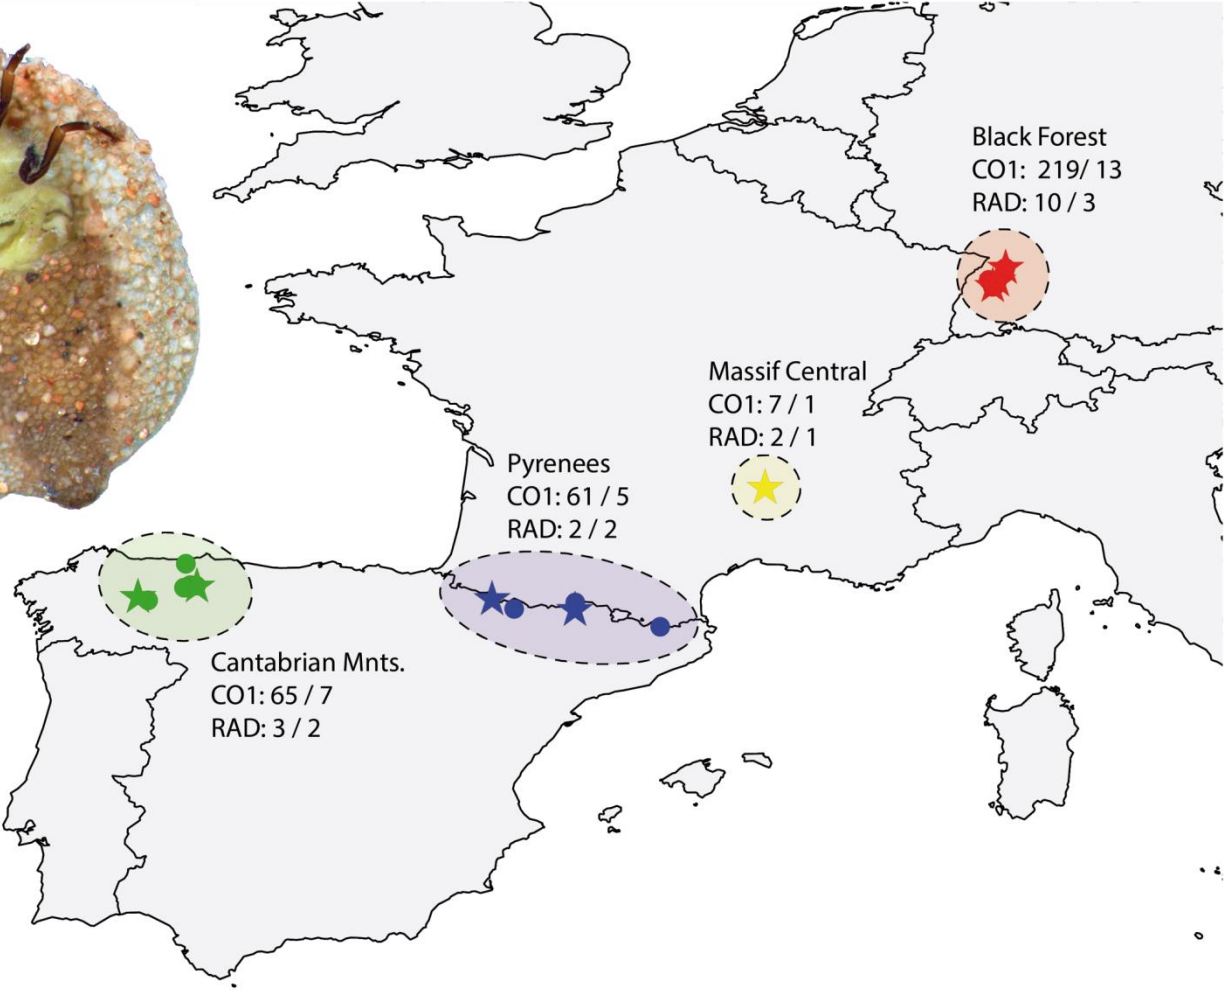 Black Forest
CO1: 219/ 13
RAD: 10 / 3
Massif Central
CO1: 7 / 1
RAD: 2 / 1
Pyrenees
CO1: 61 / 5
RAD: 2 / 2
Cantabrian Mnts.
CO1: 65 / 7
RAD: 3 / 2